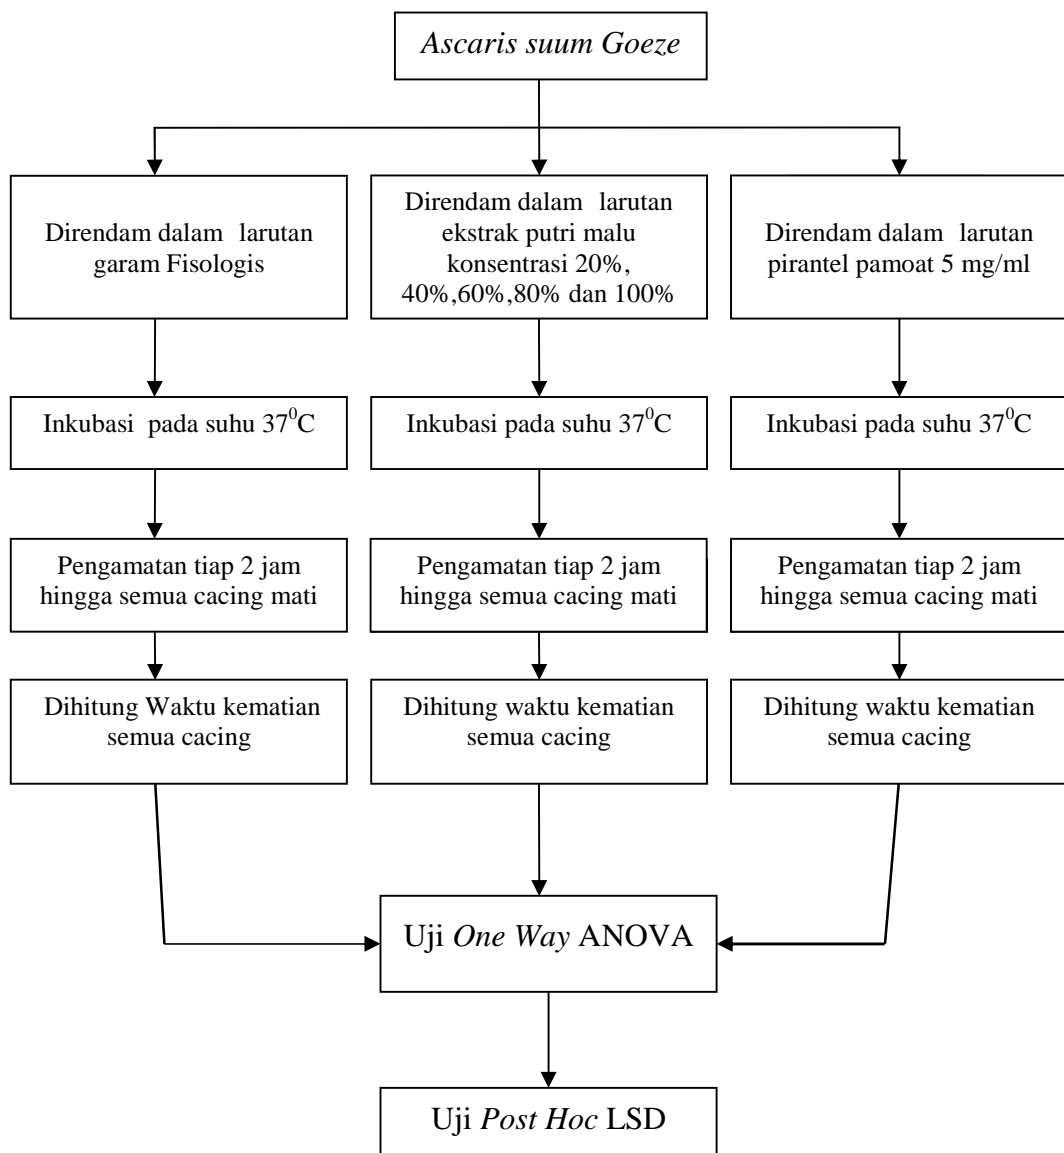 Ascaris suum Goeze
Direndam dalam larutan
garam Fisologis
Direndam dalam larutan
ekstrak putri malu
konsentrasi 20%,
40%,60%,80% dan 100%
Direndam dalam larutan
pirantel pamoat 5 mg/ml
Inkubasi pada suhu 37⁰C
Inkubasi pada suhu 37⁰C
Inkubasi pada suhu 37⁰C
Pengamatan tiap 2 jam
hingga semua cacing mati
Pengamatan tiap 2 jam
hingga semua cacing mati
Pengamatan tiap 2 jam
hingga semua cacing mati
Dihitung Waktu kematian
semua cacing
Dihitung waktu kematian
semua cacing
Dihitung waktu kematian
semua cacing
Uji One Way ANOVA
Uji Post Hoc LSD